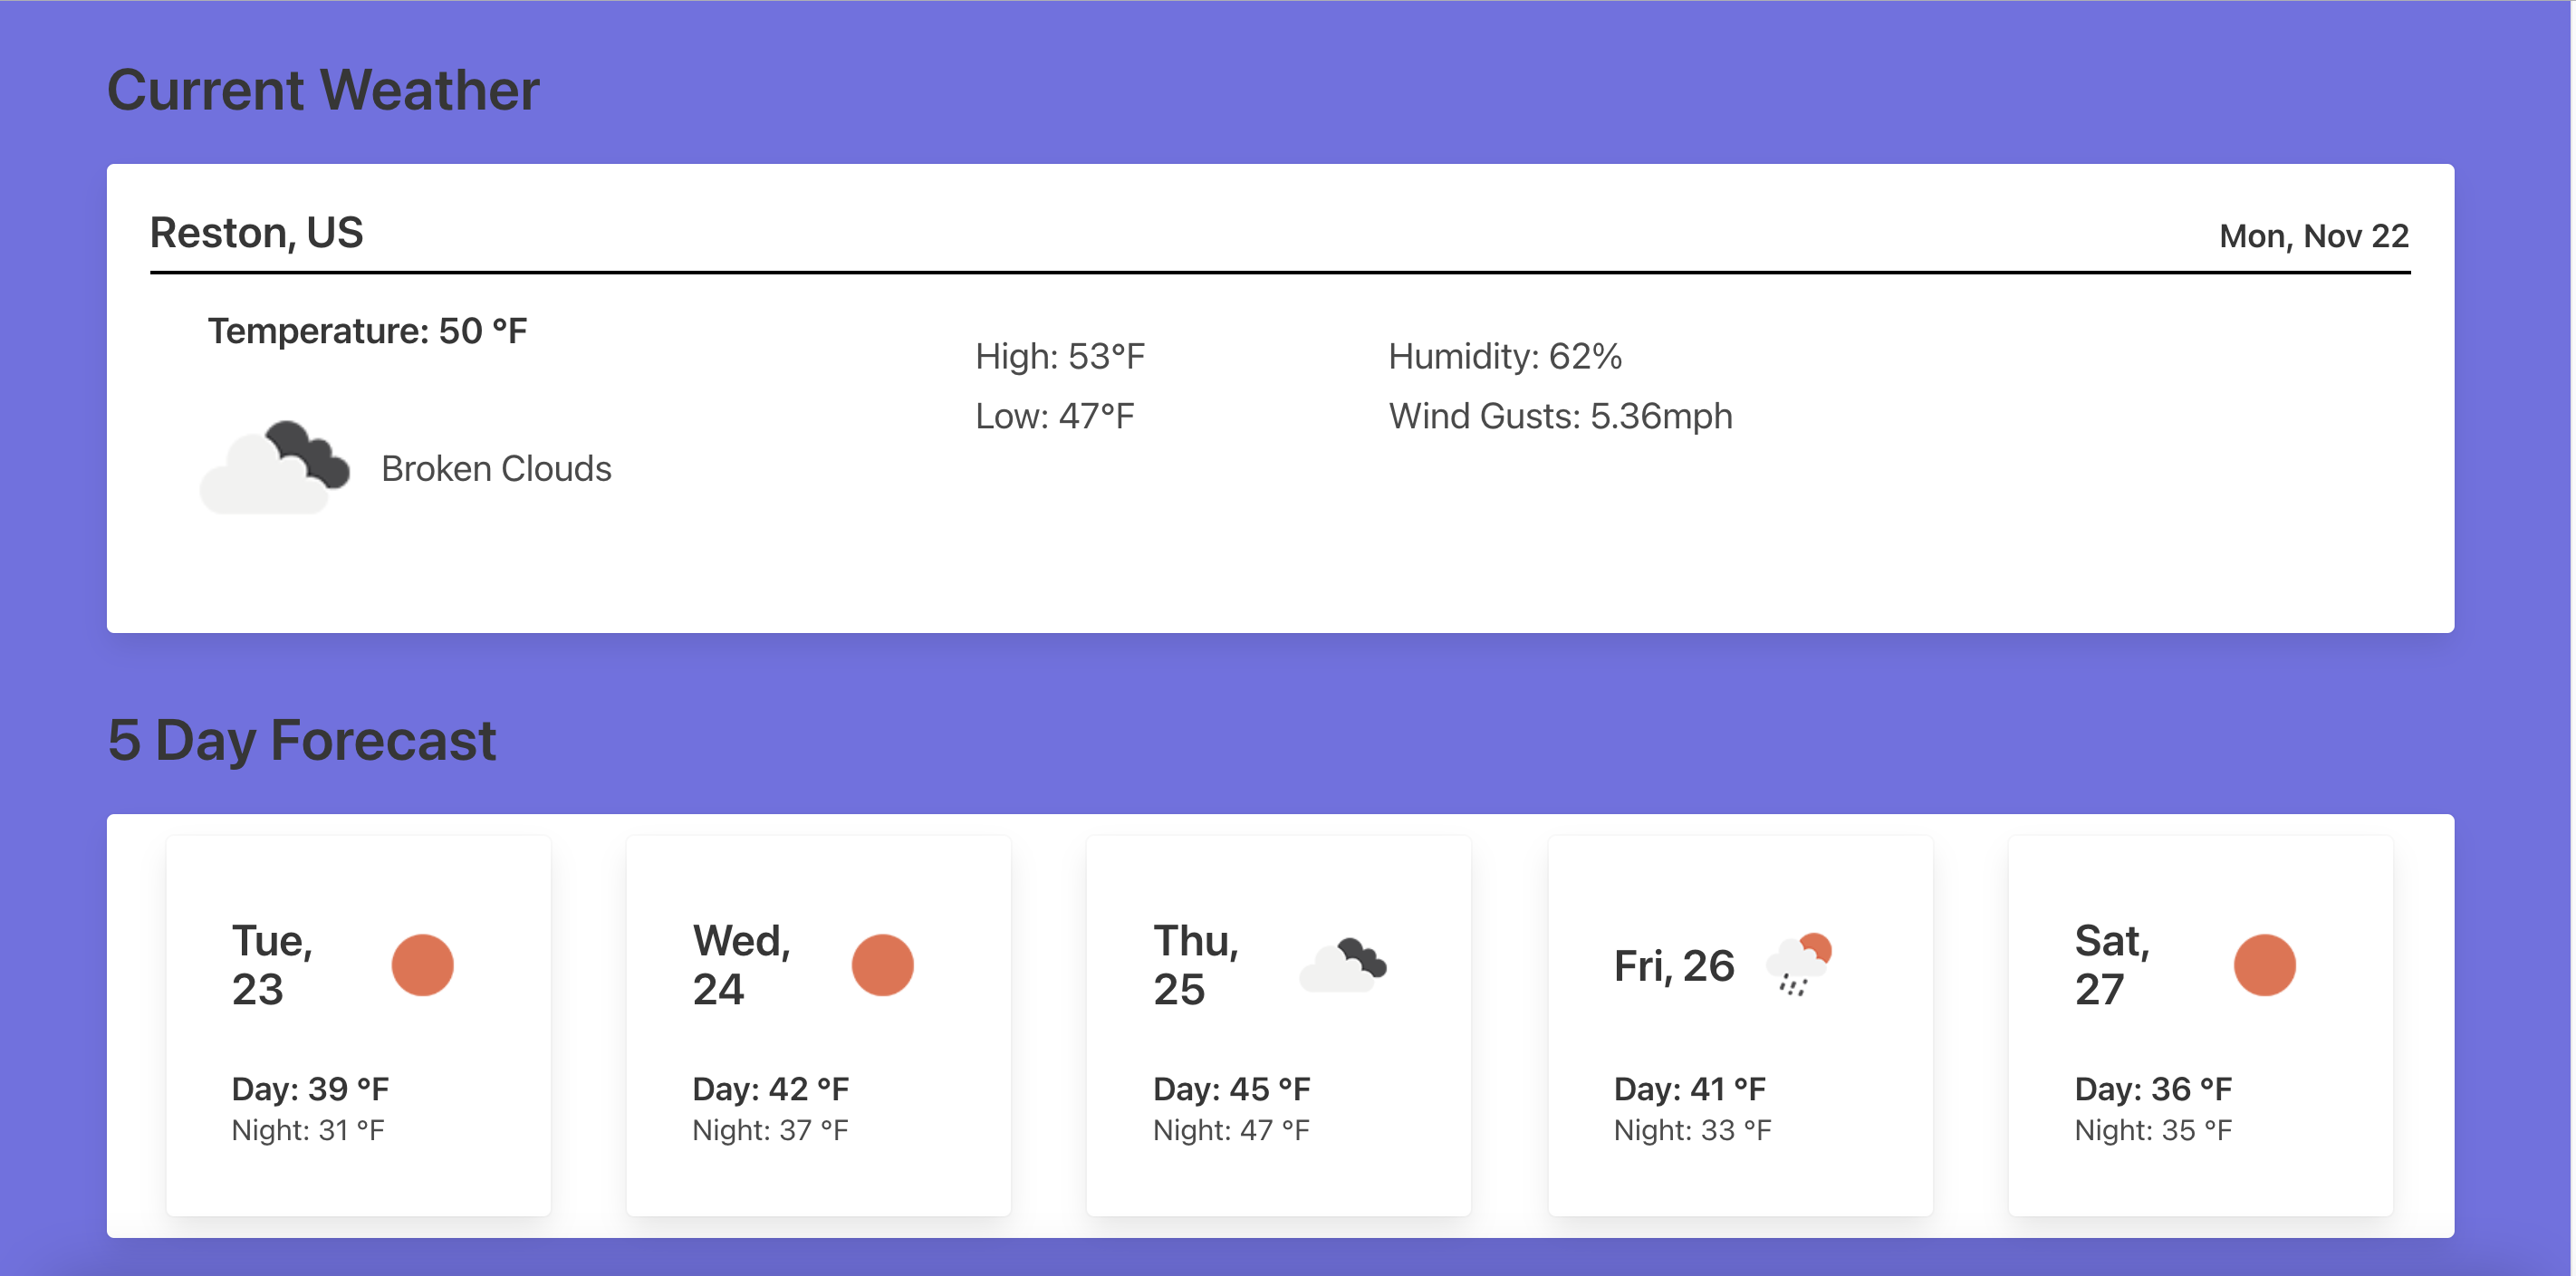 Current Weather
Reston, US
Mon, Nov 22
Temperature: 50 °F
Broken Clouds
High: 53°F
Low: 47°F
Humidity: 62%
Wind Gusts: 5.36mph
5 Day Forecast
Tue,
23
Day: 39 °F
Night: 31 °F
Wed,
24
Day: 42 °F
Night: 37 °F
Thu,
25
Day: 45 °F
Night: 47 °F
Fri, 26
Day: 41 °F
Night: 33 °F
Sat,
27
Day: 36 °F
Night: 35 °F